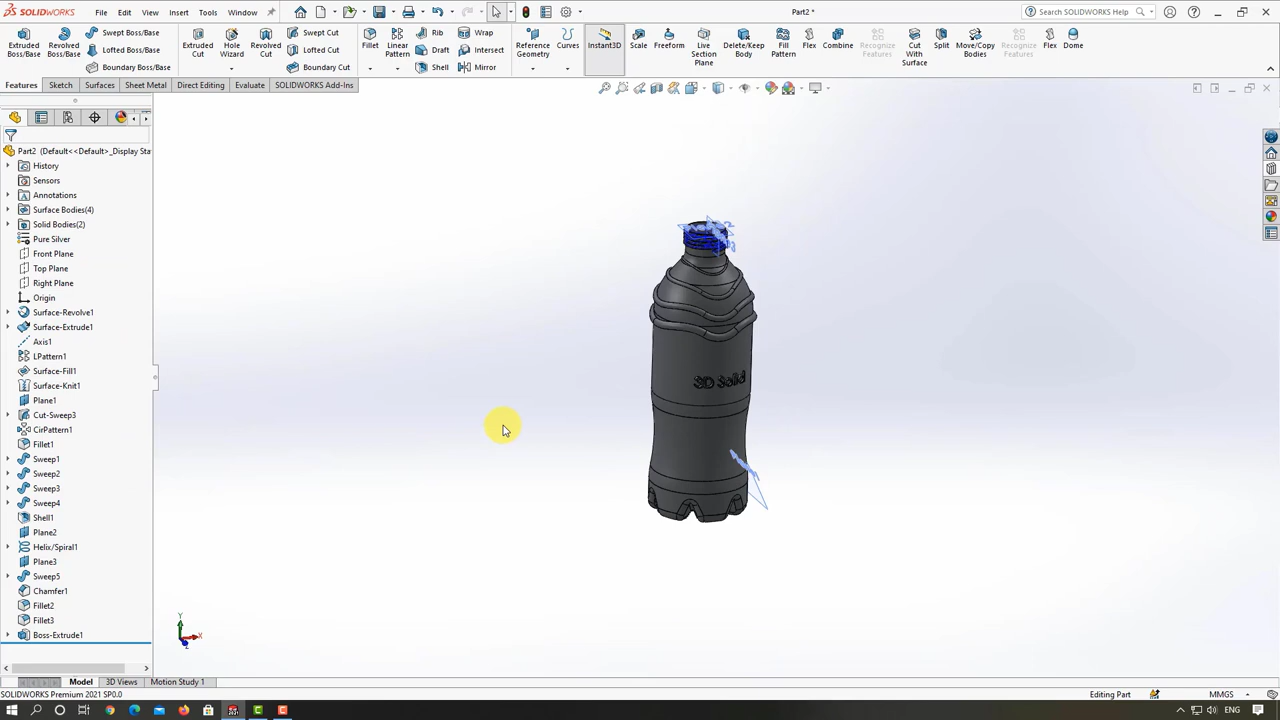 SOLIDWORKS File Edit View Insert Tools Window Part2 * Search SOLIDWORKS Help
Extruded Boss/Base
Revolved Boss/Base
Swept Boss/Base
Lofted Boss/Base
Boundary Boss/Base
Extruded Cut
Hole Wizard
Revolved Cut
Swept Cut
Lofted Cut
Boundary Cut
Fillet
Linear Pattern
Rib
Draft
Shell
Wrap
Intersect
Mirror
Reference Geometry
Curves
Instant3D
Scale
Freeform
Live Section Plane
Delete/Keep Body
Fill Pattern
Flex
Combine
Recognize Features
Cut With Surface
Split
Move/Copy Bodies
Recognize Features
Flex
Dome
Features Sketch Surfaces Sheet Metal Direct Editing Evaluate SOLIDWORKS Add-Ins
Part2 (Default<<Default>_Display Sta
History
Sensors
Annotations
Surface Bodies(4)
Solid Bodies(2)
Pure Silver
Front Plane
Top Plane
Right Plane
Origin
Surface-Revolve1
Surface-Extrude1
Axis1
LPattern1
Surface-Fill1
Surface-Knit1
Plane1
Cut-Sweep3
CirPattern1
Fillet1
Sweep1
Sweep2
Sweep3
Sweep4
Shell1
Plane2
Helix/Spiral1
Plane3
Sweep5
Chamfer1
Fillet2
Fillet3
Boss-Extrude1
3D Solid
Y
X
Z
Model 3D Views Motion Study 1
SOLIDWORKS Premium 2021 SP0.0 Editing Part MMGS
ENG